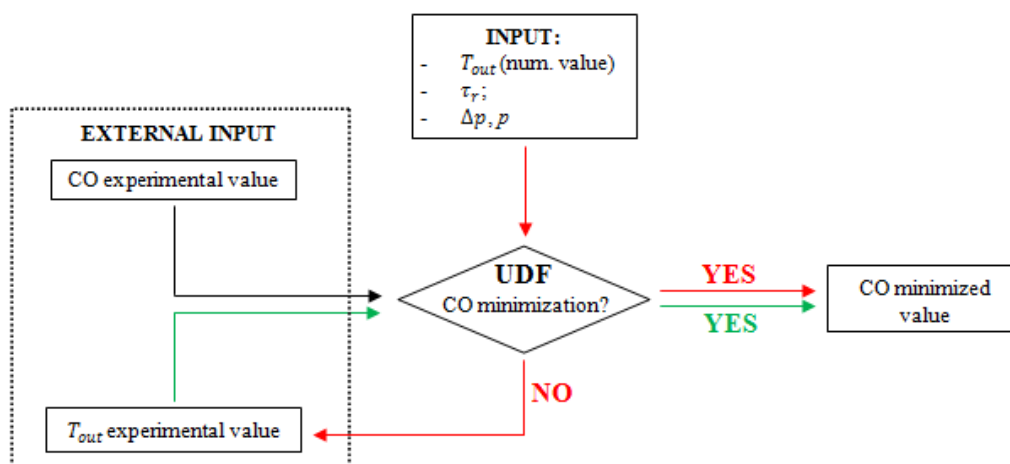 INPUT:
- T_out (num. value)
- τ_r;
- Δp, p
EXTERNAL INPUT
CO experimental value
UDF
CO minimization?
YES
YES
CO minimized
value
NO
T_out experimental value